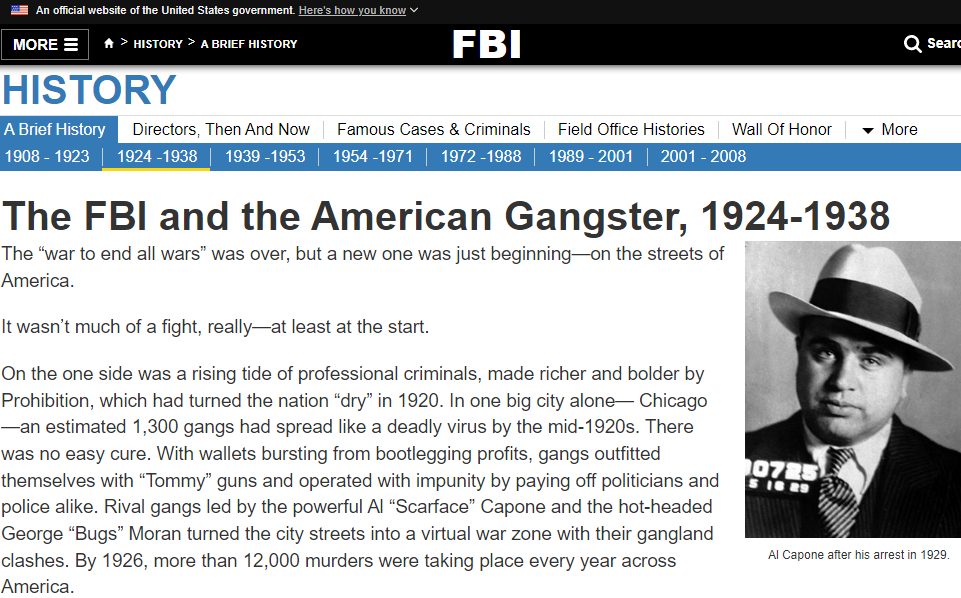 An official website of the United States government. Here's how you know
MORE
HISTORY > A BRIEF HISTORY
FBI
Searc
HISTORY
A Brief History
Directors, Then And Now
Famous Cases & Criminals
Field Office Histories
Wall Of Honor
More
1908 - 1923
1924 -1938
1939 -1953
1954 -1971
1972 -1988
1989 - 2001
2001 - 2008
The FBI and the American Gangster, 1924-1938
The “war to end all wars” was over, but a new one was just beginning—on the streets of
America.
It wasn’t much of a fight, really—at least at the start.
On the one side was a rising tide of professional criminals, made richer and bolder by
Prohibition, which had turned the nation “dry” in 1920. In one big city alone— Chicago
—an estimated 1,300 gangs had spread like a deadly virus by the mid-1920s. There
was no easy cure. With wallets bursting from bootlegging profits, gangs outfitted
themselves with “Tommy” guns and operated with impunity by paying off politicians and
police alike. Rival gangs led by the powerful Al “Scarface” Capone and the hot-headed
George “Bugs” Moran turned the city streets into a virtual war zone with their gangland
clashes. By 1926, more than 12,000 murders were taking place every year across
America.
Al Capone after his arrest in 1929.